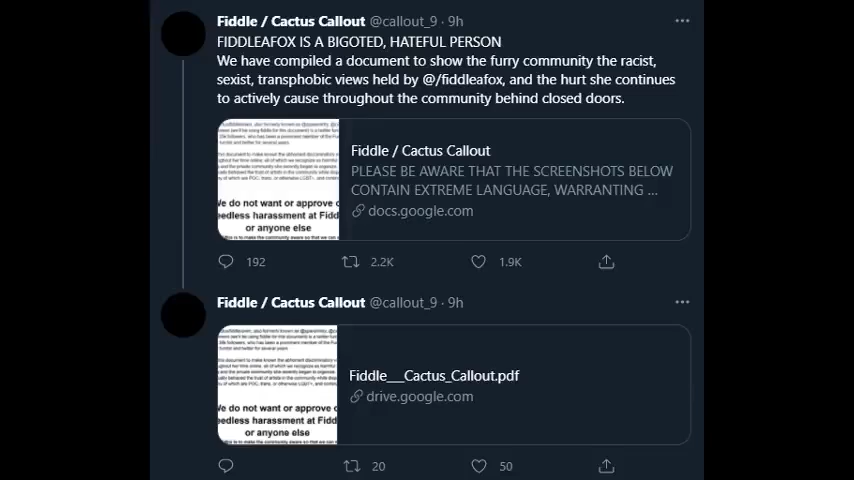 Fiddle / Cactus Callout @callout_9 · 9h
FIDDLEAFOX IS A BIGOTED, HATEFUL PERSON
We have compiled a document to show the furry community the racist,
sexist, transphobic views held by @/fiddleafox, and the hurt she continues
to actively cause throughout the community behind closed doors.
Fiddle / Cactus Callout
PLEASE BE AWARE THAT THE SCREENSHOTS BELOW
CONTAIN EXTREME LANGUAGE, WARRANTING ...
docs.google.com
We do not want or approve
needless harassment at Fidd
or anyone else
192 2.2K 1.9K
Fiddle / Cactus Callout @callout_9 · 9h
Fiddle___Cactus_Callout.pdf
drive.google.com
We do not want or approve
needless harassment at Fidd
or anyone else
20 50